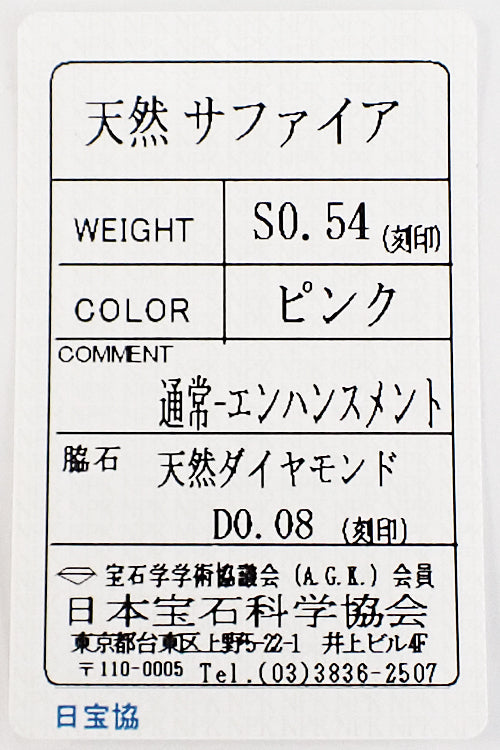 天然 サファイア
WEIGHT S0.54 (刻印)
COLOR ピンク
COMMENT
通常-エンハンスメント
脇石 天然ダイヤモンド
D0.08 (刻印)
宝石学学術協議会 (A.G.K.) 会員
日本宝石科学協会
東京都台東区上野5-22-1 井上ビル4F
〒110-0005 Tel.(03)3836-2507
日宝協